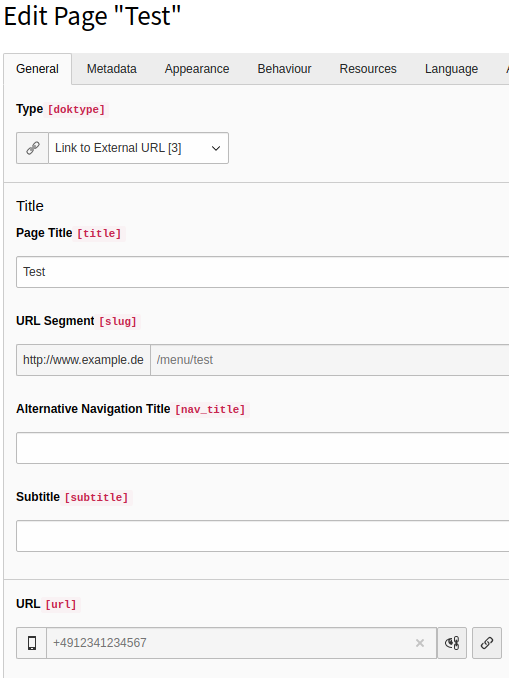 Edit Page "Test"
General Metadata Appearance Behaviour Resources Language
Type [doktype]
Link to External URL [3]
Title
Page Title [title]
Test
URL Segment [slug]
http://www.example.de /menu/test
Alternative Navigation Title [nav_title]
Subtitle [subtitle]
URL [url]
+4912341234567